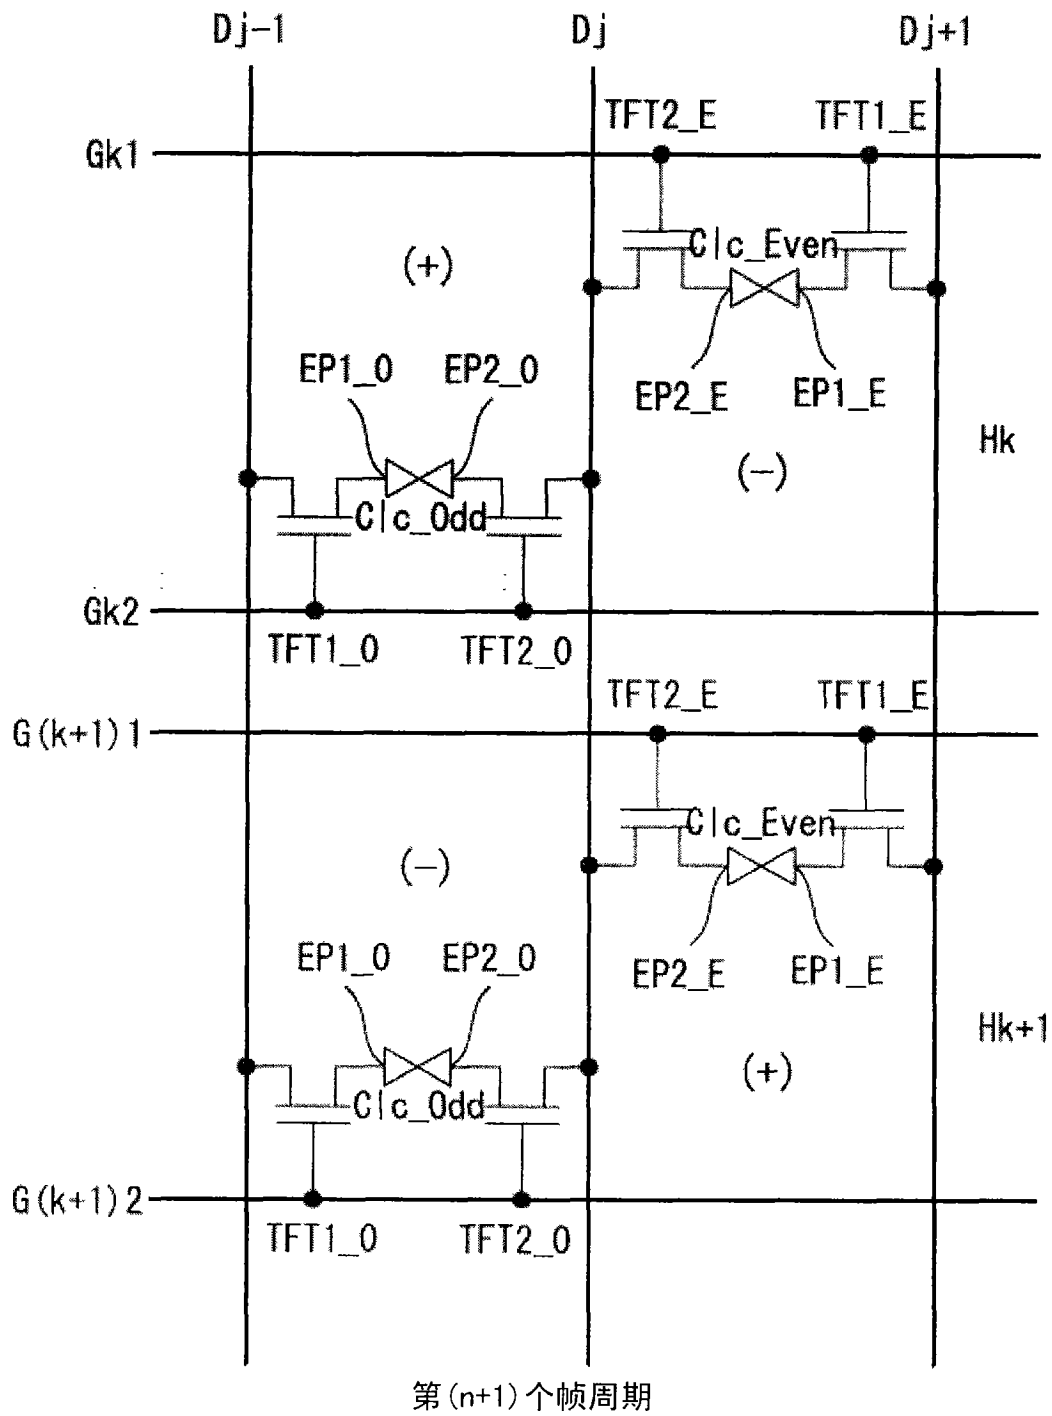 Dj-1 Dj Dj+1
TFT2_E TFT1_E
Gk1
Clc_Even
(+)
EP1_O EP2_O
EP2_E EP1_E
Hk
(-)
Clc_Odd
Gk2
TFT1_O TFT2_O
TFT2_E TFT1_E
G(k+1)1
Clc_Even
(-)
EP1_O EP2_O
EP2_E EP1_E
Hk+1
(+)
Clc_Odd
G(k+1)2
TFT1_O TFT2_O
第(n+1)个帧周期